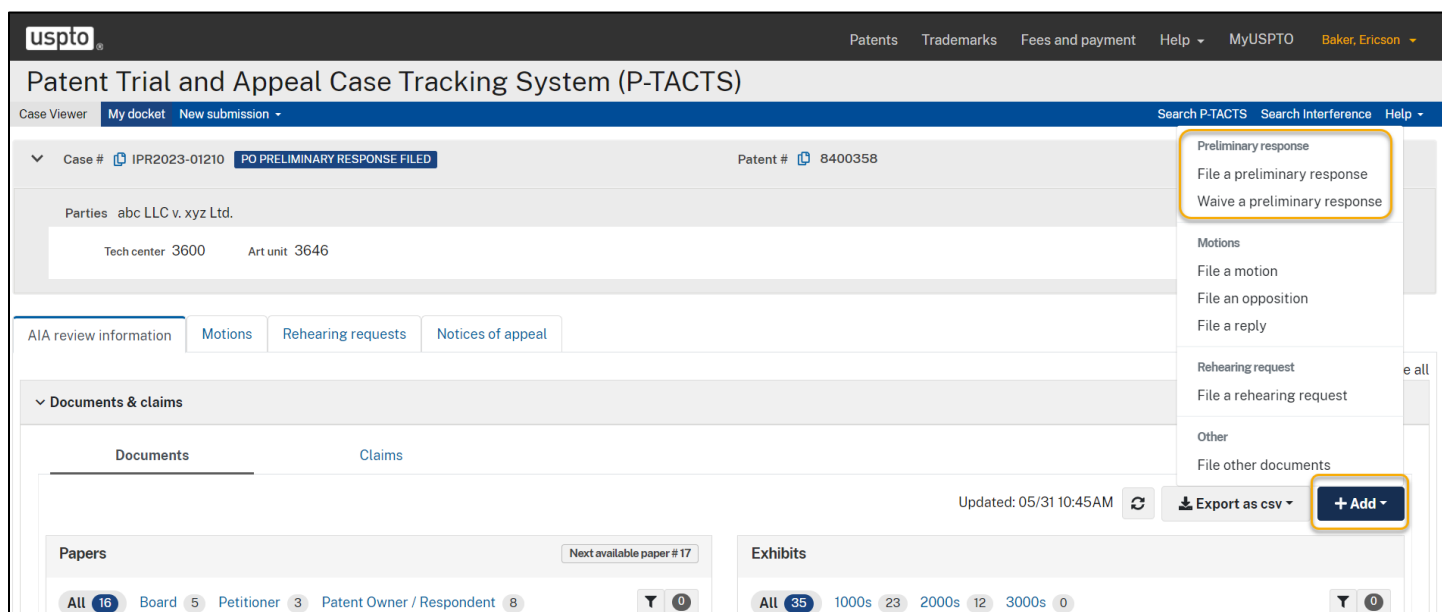 uspto®
Patents Trademarks Fees and payment Help MyUSPTO Baker, Ericson
Patent Trial and Appeal Case Tracking System (P-TACTS)
Case Viewer My docket New submission Search P-TACTS Search Interference Help
Case # IPR2023-01210 PO PRELIMINARY RESPONSE FILED Patent # 8400358
Parties abc LLC v. xyz Ltd.
Tech center 3600 Art unit 3646
Preliminary response
File a preliminary response
Waive a preliminary response
Motions
File a motion
File an opposition
File a reply
Rehearing request
File a rehearing request
Other
File other documents
AIA review information Motions Rehearing requests Notices of appeal
e all
Documents & claims
Documents Claims
Updated: 05/31 10:45AM Export as csv + Add
Papers Next available paper # 17 Exhibits
All 16 Board 5 Petitioner 3 Patent Owner / Respondent 8 0 All 35 1000s 23 2000s 12 3000s 0 0